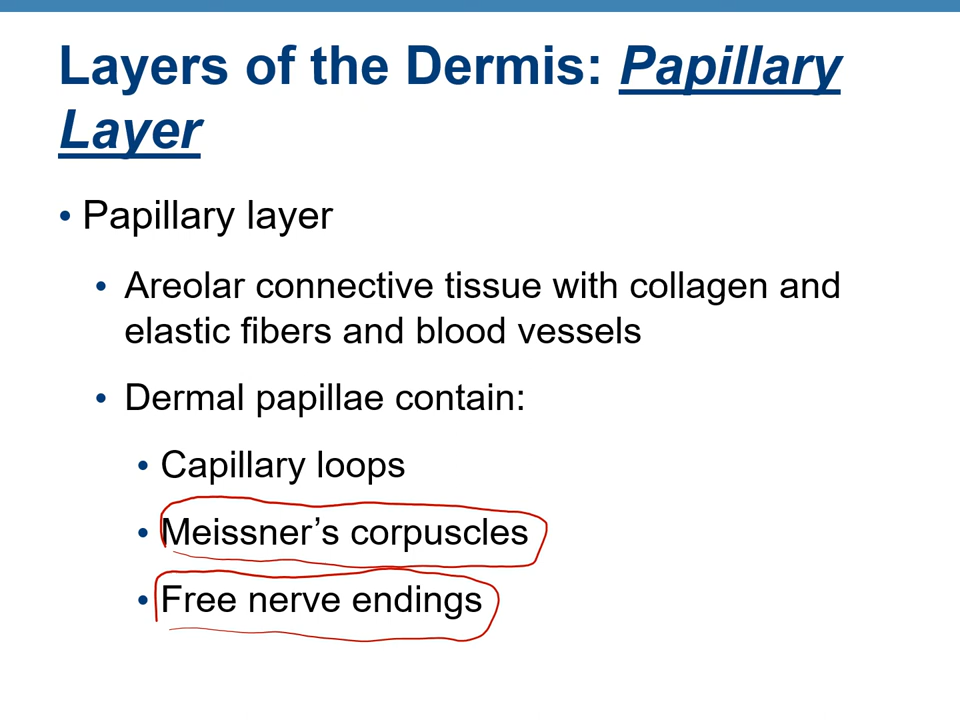 Layers of the Dermis: Papillary
Layer
• Papillary layer
• Areolar connective tissue with collagen and
elastic fibers and blood vessels
• Dermal papillae contain:
• Capillary loops
• Meissner’s corpuscles
• Free nerve endings